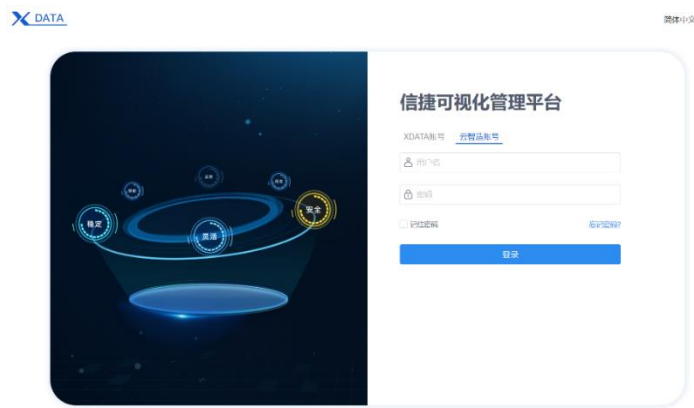 X DATA
简体中文
信捷可视化管理平台
XDATA账号 云智造账号
用户名
密码
记住密码 忘记密码?
登录
稳定
灵活
安全